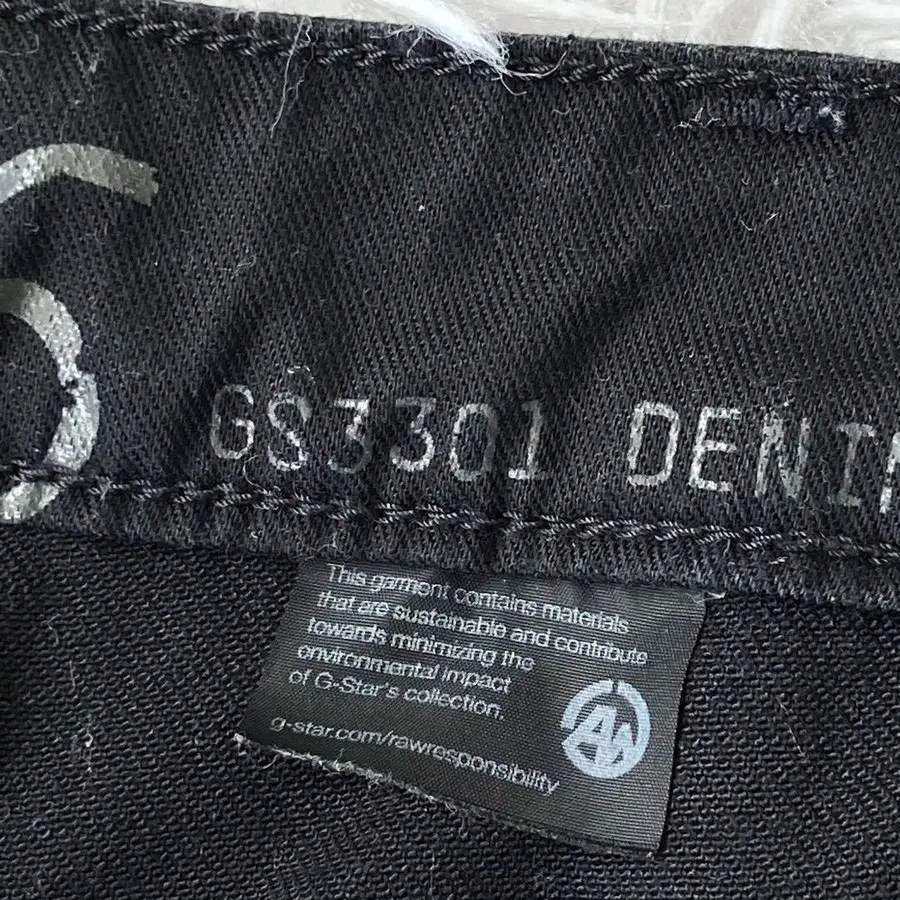 GS3301 DENIM
This garment contains materials
that are sustainable and contribute
towards minimizing the
environmental impact
of G-Star's collection.
g-star.com/rawresponsibility